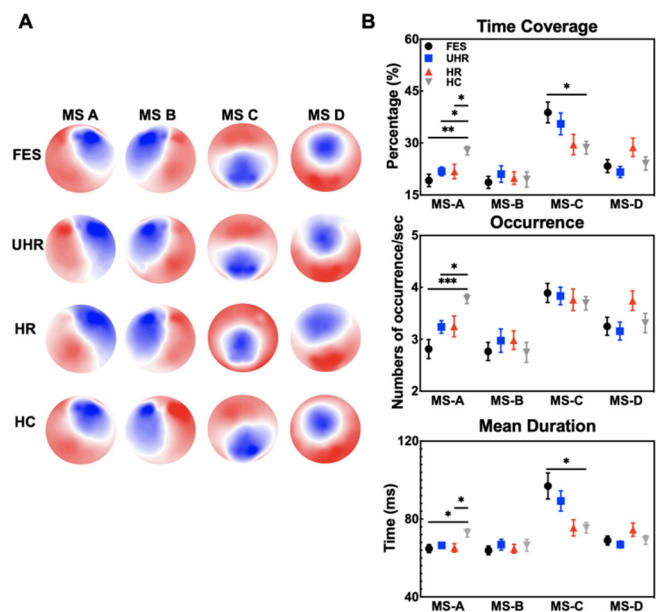 A
MS A MS B MS C MS D
FES
UHR
HR
HC
B
Time Coverage
Percentage (%)
60
45
30
15
FES
UHR
HR
HC
*
*
**
*
MS-A MS-B MS-C MS-D
Occurrence
Numbers of occurrence/sec
5
4
3
2
*
***
MS-A MS-B MS-C MS-D
Mean Duration
Time (ms)
120
80
60
40
*
*
*
MS-A MS-B MS-C MS-D